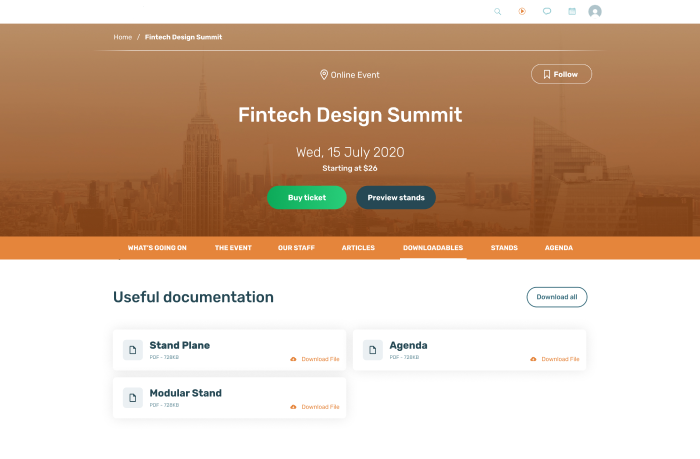 Home / Fintech Design Summit
Online Event
Follow
Fintech Design Summit
Wed, 15 July 2020
Starting at $26
Buy ticket
Preview stands
WHAT'S GOING ON
THE EVENT
OUR STAFF
ARTICLES
DOWNLOADABLES
STANDS
AGENDA
Useful documentation
Download all
Stand Plane
PDF - 728KB
Download File
Agenda
PDF - 728KB
Download File
Modular Stand
PDF - 728KB
Download File